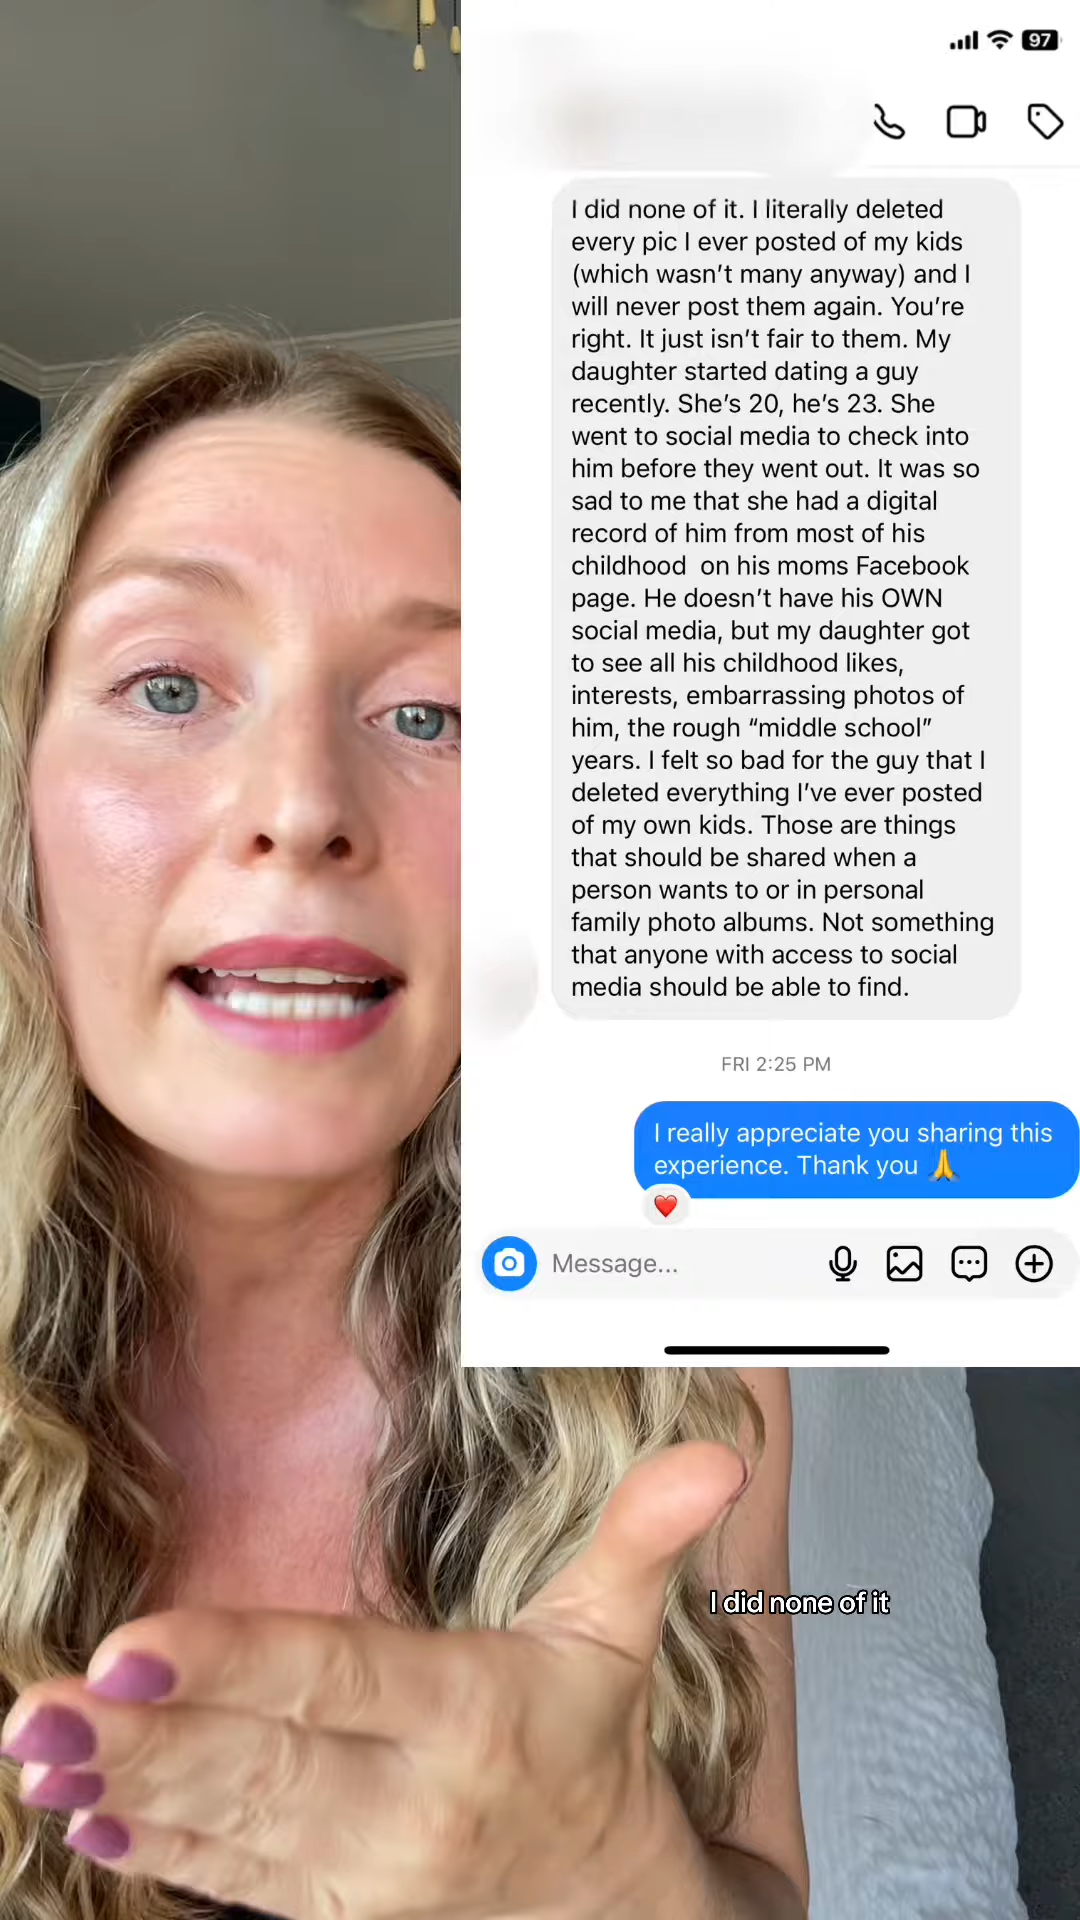 97
I did none of it. I literally deleted
every pic I ever posted of my kids
(which wasn’t many anyway) and I
will never post them again. You’re
right. It just isn’t fair to them. My
daughter started dating a guy
recently. She’s 20, he’s 23. She
went to social media to check into
him before they went out. It was so
sad to me that she had a digital
record of him from most of his
childhood  on his moms Facebook
page. He doesn’t have his OWN
social media, but my daughter got
to see all his childhood likes,
interests, embarrassing photos of
him, the rough “middle school”
years. I felt so bad for the guy that I
deleted everything I’ve ever posted
of my own kids. Those are things
that should be shared when a
person wants to or in personal
family photo albums. Not something
that anyone with access to social
media should be able to find.
FRI 2:25 PM
I really appreciate you sharing this
experience. Thank you 🙏
❤️
Message...
I did none of it